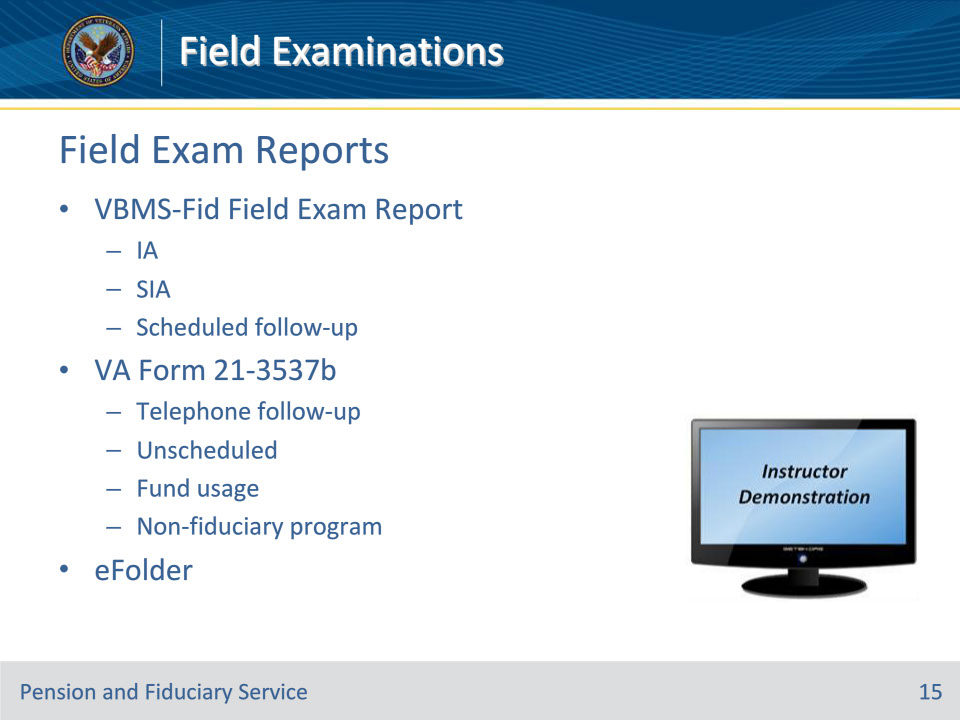 Field Examinations
Field Exam Reports
• VBMS-Fid Field Exam Report
– IA
– SIA
– Scheduled follow-up
• VA Form 21-3537b
– Telephone follow-up
– Unscheduled
– Fund usage
– Non-fiduciary program
• eFolder
Instructor
Demonstration
Pension and Fiduciary Service
15